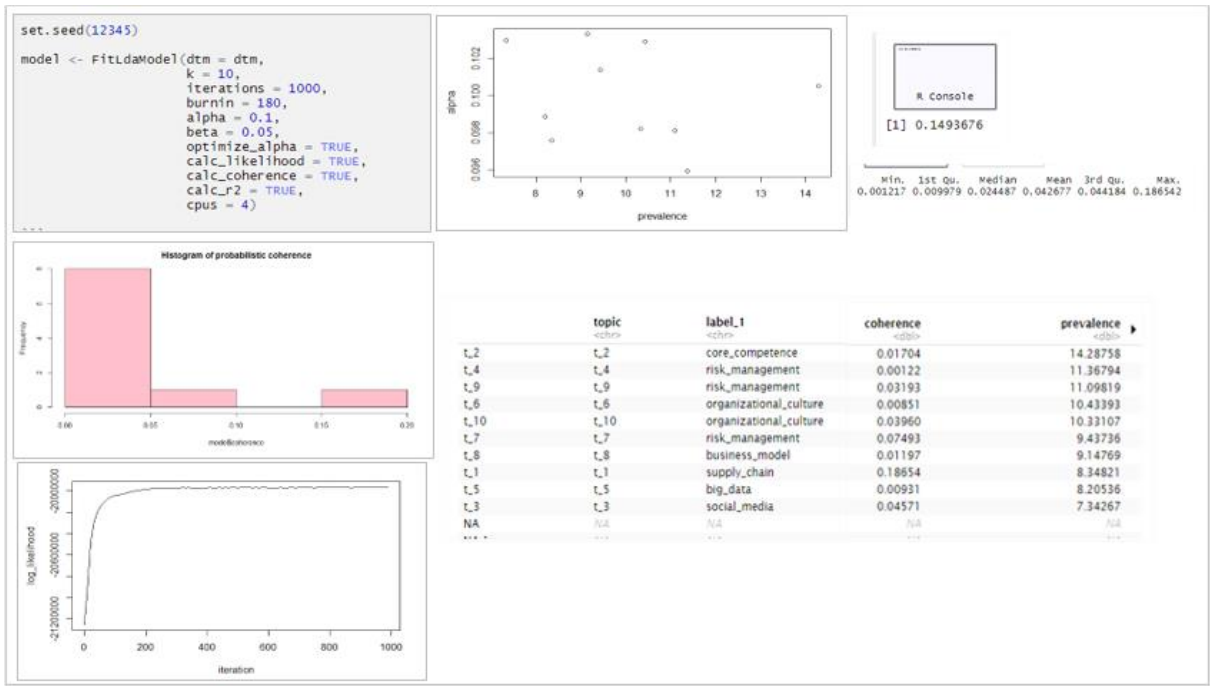 set.seed(12345)
model <- FitLdaModel(dtm = dtm,
k = 10,
iterations = 1000,
burnin = 180,
alpha = 0.1,
beta = 0.05,
optimize_alpha = TRUE,
calc_likelihood = TRUE,
calc_coherence = TRUE,
calc_r2 = TRUE,
cpus = 4)
alpha
0.096 0.098 0.100 0.102
8 9 10 11 12 13 14
prevalence
R Console
[1] 0.1493676
Min. 1st Qu. Median Mean 3rd Qu. Max.
0.001217 0.009979 0.024487 0.042677 0.044184 0.186542
Histogram of probabilistic coherence
Frequency
0 2 4 6 8
0.00 0.05 0.10 0.15 0.20
model$coherence
topic label_1 coherence prevalence
<chr> <chr> <dbl> <dbl>
t_2 t_2 core_competence 0.01704 14.28758
t_4 t_4 risk_management 0.00122 11.36794
t_9 t_9 risk_management 0.03193 11.09819
t_6 t_6 organizational_culture 0.00851 10.43393
t_10 t_10 organizational_culture 0.03960 10.33107
t_7 t_7 risk_management 0.07493 9.43736
t_8 t_8 business_model 0.01197 9.14769
t_1 t_1 supply_chain 0.18654 8.34821
t_5 t_5 big_data 0.00931 8.20536
t_3 t_3 social_media 0.04571 7.34267
NA NA NA NA NA
log_likelihood
-21200000 -20600000 -20000000
0 200 400 600 800 1000
iteration